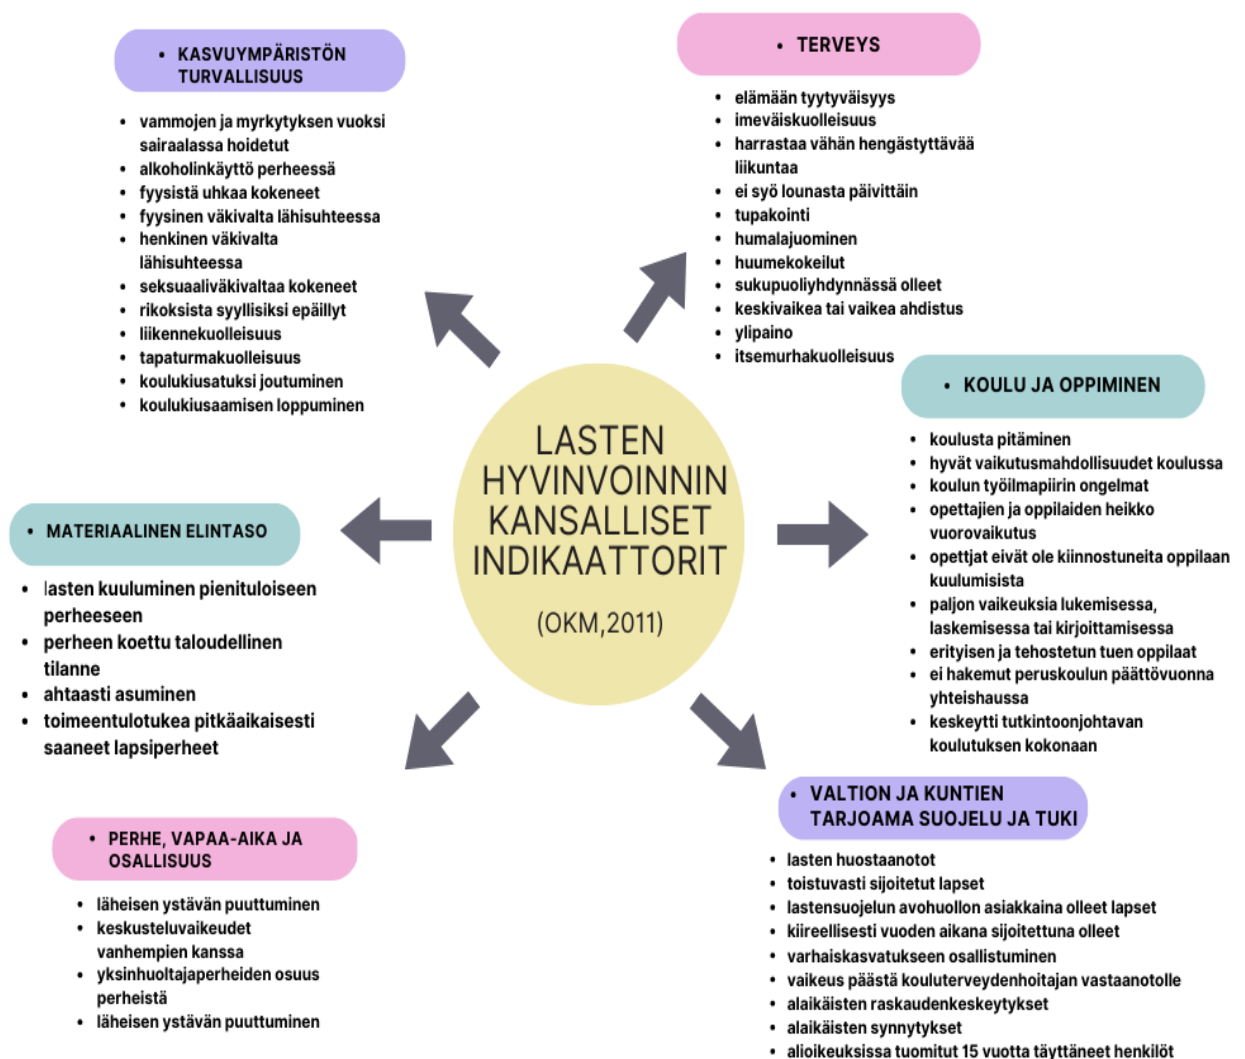 • KASVUYMPÄRISTÖN
TURVALLISUUS
• vammojen ja myrkytyksen vuoksi
sairaalassa hoidetut
• alkoholinkäyttö perheessä
• fyysistä uhkaa kokeneet
• fyysinen väkivalta lähisuhteessa
• henkinen väkivalta
lähisuhteessa
• seksuaaliväkivaltaa kokeneet
• rikoksista syyllisiksi epäillyt
• liikennekuolleisuus
• tapaturmakuolleisuus
• koulukiusatuksi joutuminen
• koulukiusaamisen loppuminen
• TERVEYS
• elämään tyytyväisyys
• imeväiskuolleisuus
• harrastaa vähän hengästyttävää
liikuntaa
• ei syö lounasta päivittäin
• tupakointi
• humalajuominen
• huumekokeilut
• sukupuoliyhdynnässä olleet
• keskivaikea tai vaikea ahdistus
• ylipaino
• itsemurhakuolleisuus
LASTEN
HYVINVOINNIN
KANSALLISET
INDIKAATTORIT
(OKM,2011)
• KOULU JA OPPIMINEN
• koulusta pitäminen
• hyvät vaikutusmahdollisuudet koulussa
• koulun työilmapiirin ongelmat
• opettajien ja oppilaiden heikko
vuorovaikutus
• opettjat eivät ole kiinnostuneita oppilaan
kuulumisista
• paljon vaikeuksia lukemisessa,
laskemisessa tai kirjoittamisessa
• erityisen ja tehostetun tuen oppilaat
• ei hakemut peruskoulun päättövuonna
yhteishaussa
• keskeytti tutkintoonjohtavan
koulutuksen kokonaan
• MATERIAALINEN ELINTASO
• lasten kuuluminen pienituloiseen
perheeseen
• perheen koettu taloudellinen
tilanne
• ahtaasti asuminen
• toimeentulotukea pitkäaikaisesti
saaneet lapsiperheet
• PERHE, VAPAA-AIKA JA
OSALLISUUS
• läheisen ystävän puuttuminen
• keskusteluvaikeudet
vanhempien kanssa
• yksinhuoltajaperheiden osuus
perheistä
• läheisen ystävän puuttuminen
• VALTION JA KUNTIEN
TARJOAMA SUOJELU JA TUKI
• lasten huostaanotot
• toistuvasti sijoitetut lapset
• lastensuojelun avohuollon asiakkaina olleet lapset
• kiireellisesti vuoden aikana sijoitettuna olleet
• varhaiskasvatukseen osallistuminen
• vaikeus päästä kouluterveydenhoitajan vastaanotolle
• alaikäisten raskaudenkeskeytykset
• alaikäisten synnytykset
• alioikeuksissa tuomitut 15 vuotta täyttäneet henkilöt